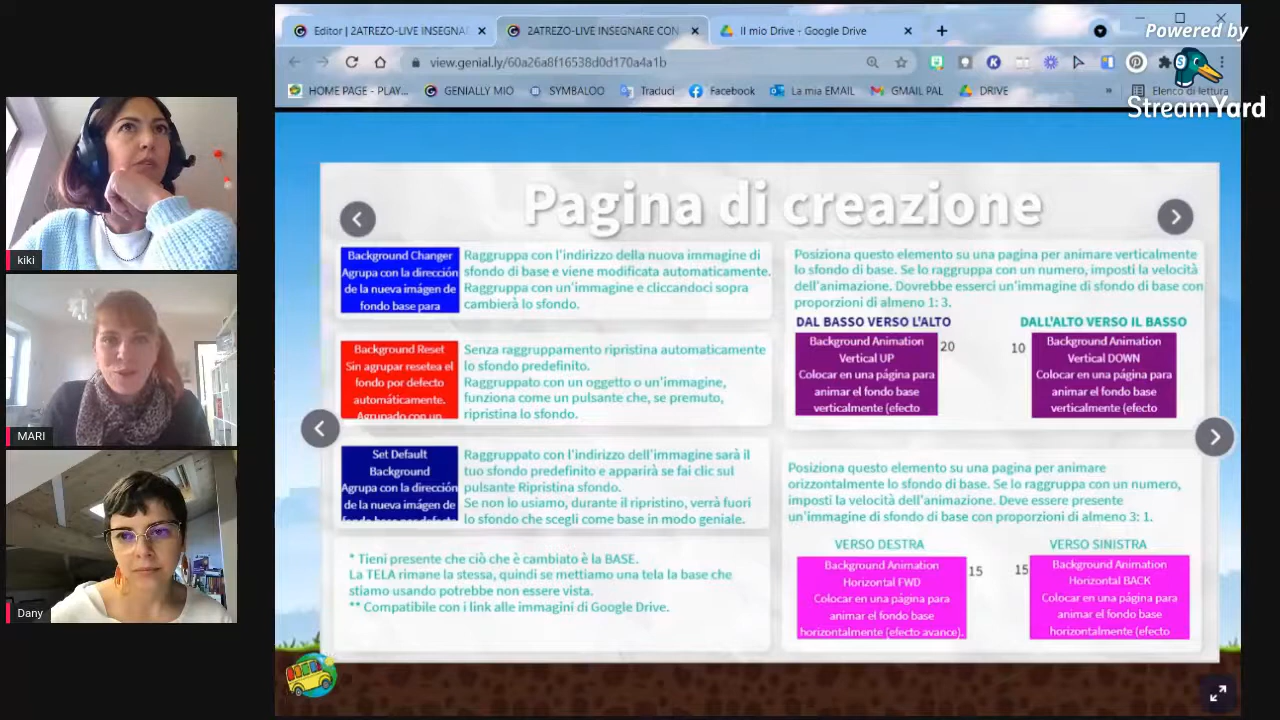 Editor | 2ATREZO-LIVE INSEGNA
2ATREZO-LIVE INSEGNARE CON
Il mio Drive - Google Drive
Powered by
StreamYard
view.genial.ly/60a26a8f16538d0d170a4a1b
HOME PAGE - PLAY...
GENIALLY MIO
SYMBALOO
Traduci
Facebook
La mia EMAIL
GMAIL PAL
DRIVE
»
Elenco di lettura
kiki
MARI
Dany
Pagina di creazione
Background Changer
Agrupa con la dirección
de la nueva imágen de
fondo base para
Raggruppa con l'indirizzo della nuova immagine di
sfondo di base e viene modificata automaticamente.
Raggruppa con un'immagine e cliccandoci sopra
cambierà lo sfondo.
Background Reset
Sin agrupar resetea el
fondo por defecto
automáticamente.
Agrupado con un
Senza raggruppamento ripristina automaticamente
lo sfondo predefinito.
Raggruppato con un oggetto o un'immagine,
funziona come un pulsante che, se premuto,
ripristina lo sfondo.
Set Default
Background
Agrupa con la dirección
de la nueva imágen de
fondo base por defecto
Raggruppato con l'indirizzo dell'immagine sarà il
tuo sfondo predefinito e apparirà se fai clic sul
pulsante Ripristina sfondo.
Se non lo usiamo, durante il ripristino, verrà fuori
lo sfondo che scegli come base in modo geniale.
* Tieni presente che ciò che è cambiato è la BASE.
La TELA rimane la stessa, quindi se mettiamo una tela la base che
stiamo usando potrebbe non essere vista.
** Compatibile con i link alle immagini di Google Drive.
Posiziona questo elemento su una pagina per animare verticalmente
lo sfondo di base. Se lo raggruppa con un numero, imposti la velocità
dell'animazione. Dovrebbe esserci un'immagine di sfondo di base con
proporzioni di almeno 1: 3.
DAL BASSO VERSO L'ALTO
DALL'ALTO VERSO IL BASSO
Background Animation
Vertical UP
Colocar en una página para
animar el fondo base
verticalmente (efecto
20
10
Background Animation
Vertical DOWN
Colocar en una página para
animar el fondo base
verticalmente (efecto
Posiziona questo elemento su una pagina per animare
orizzontalmente lo sfondo di base. Se lo raggruppa con un numero,
imposti la velocità dell'animazione. Deve essere presente
un'immagine di sfondo di base con proporzioni di almeno 3: 1.
VERSO DESTRA
VERSO SINISTRA
Background Animation
Horizontal FWD
Colocar en una página para
animar el fondo base
horizontalmente (efecto avance).
15
15
Background Animation
Horizontal BACK
Colocar en una página para
animar el fondo base
horizontalmente (efecto